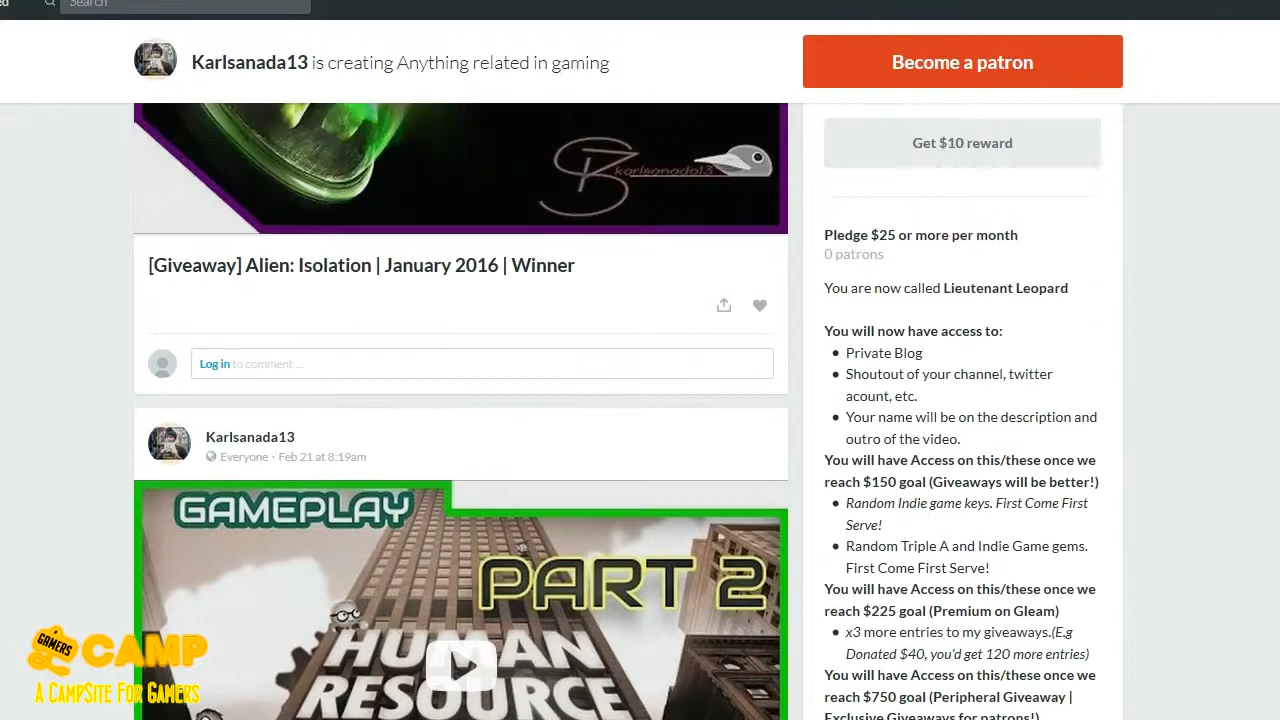 Search
Karlsanada13 is creating Anything related in gaming
Become a patron
karlsanada13
[Giveaway] Alien: Isolation | January 2016 | Winner
Log in to comment ...
Karlsanada13
Everyone • Feb 21 at 8:19am
GAMEPLAY
PART 2
HUMAN
RESOURCE
GAMERS
CAMP
A CAMPSITE FOR GAMERS
Get $10 reward
Pledge $25 or more per month
0 patrons
You are now called Lieutenant Leopard
You will now have access to:
• Private Blog
• Shoutout of your channel, twitter
acount, etc.
• Your name will be on the description and
outro of the video.
You will have Access on this/these once we
reach $150 goal (Giveaways will be better!)
• Random Indie game keys. First Come First
Serve!
• Random Triple A and Indie Game gems.
First Come First Serve!
You will have Access on this/these once we
reach $225 goal (Premium on Gleam)
• x3 more entries to my giveaways.(E.g
Donated $40, you'd get 120 more entries)
You will have Access on this/these once we
reach $750 goal (Peripheral Giveaway |
Exclusive Giveaways for patrons!)